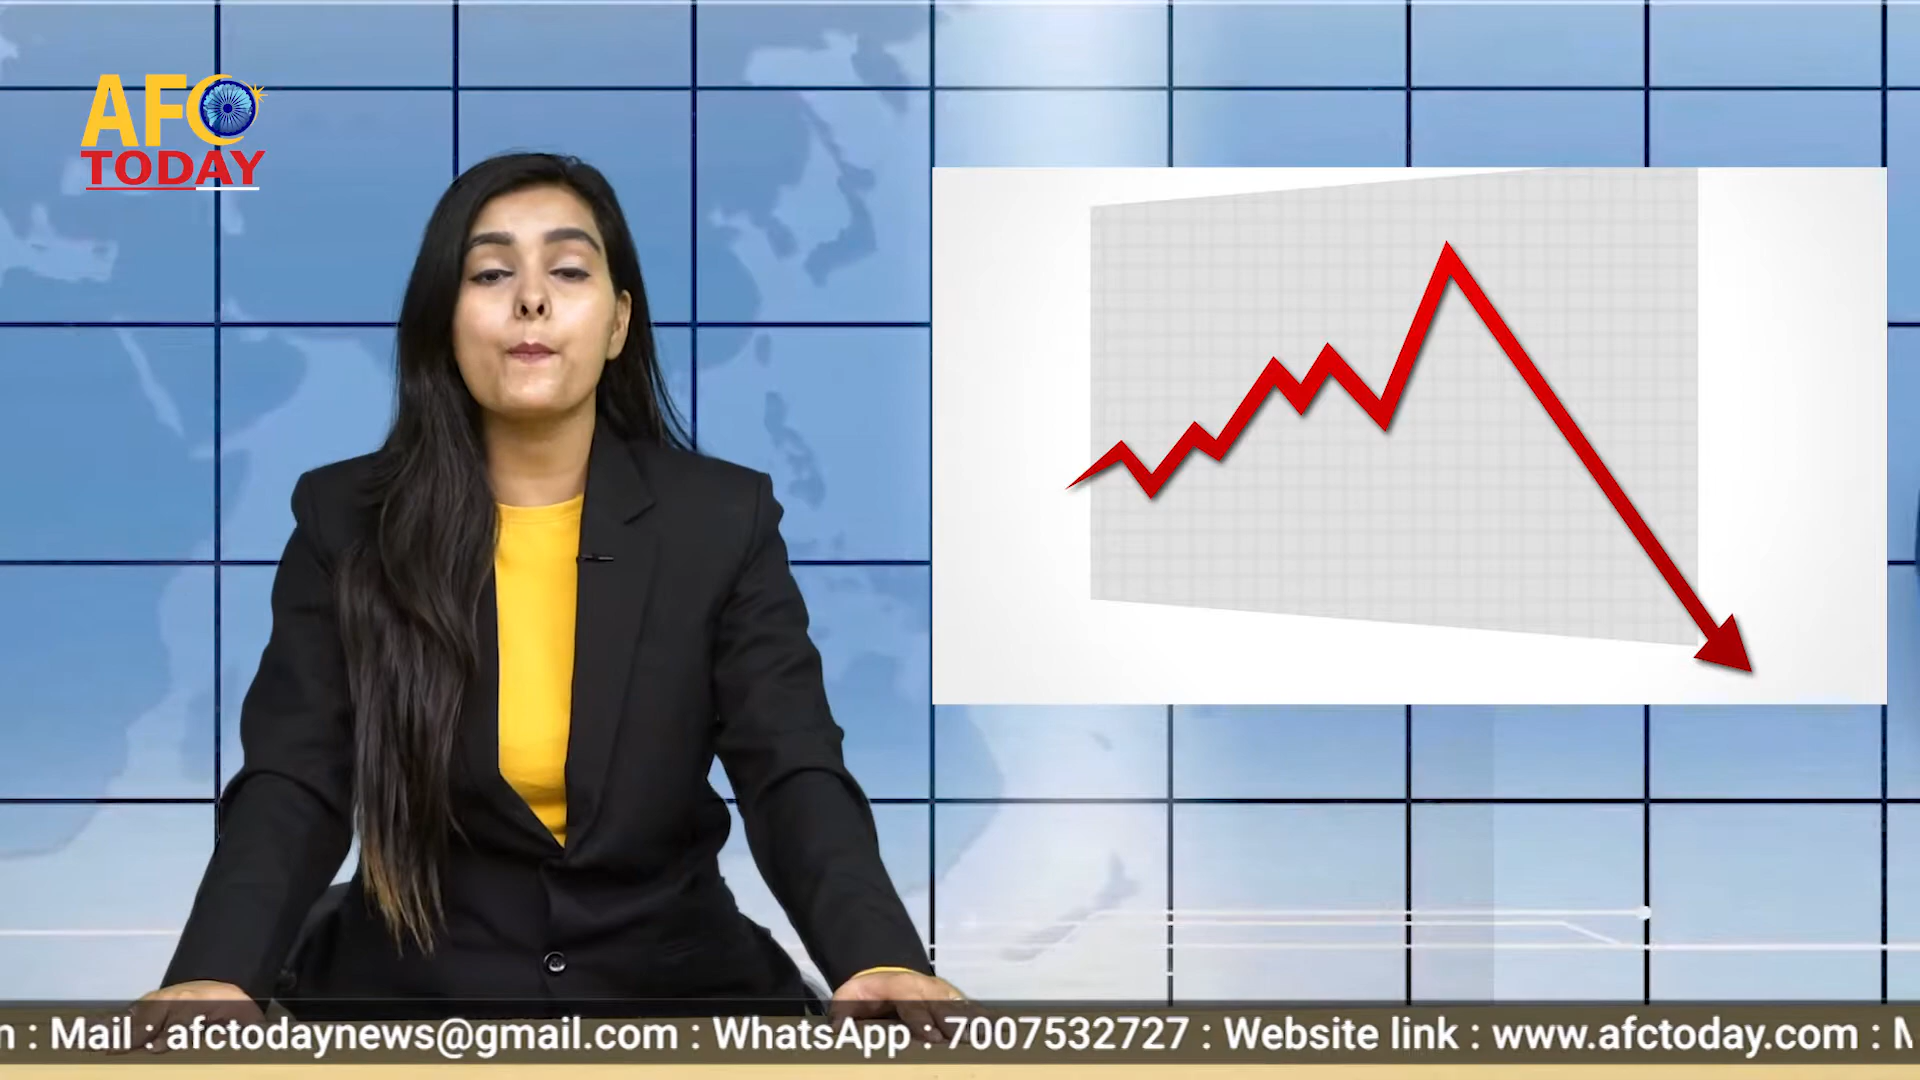 AFC
TODAY
: Mail : afctodaynews@gmail.com : WhatsApp : 7007532727 : Website link : www.afctoday.com :